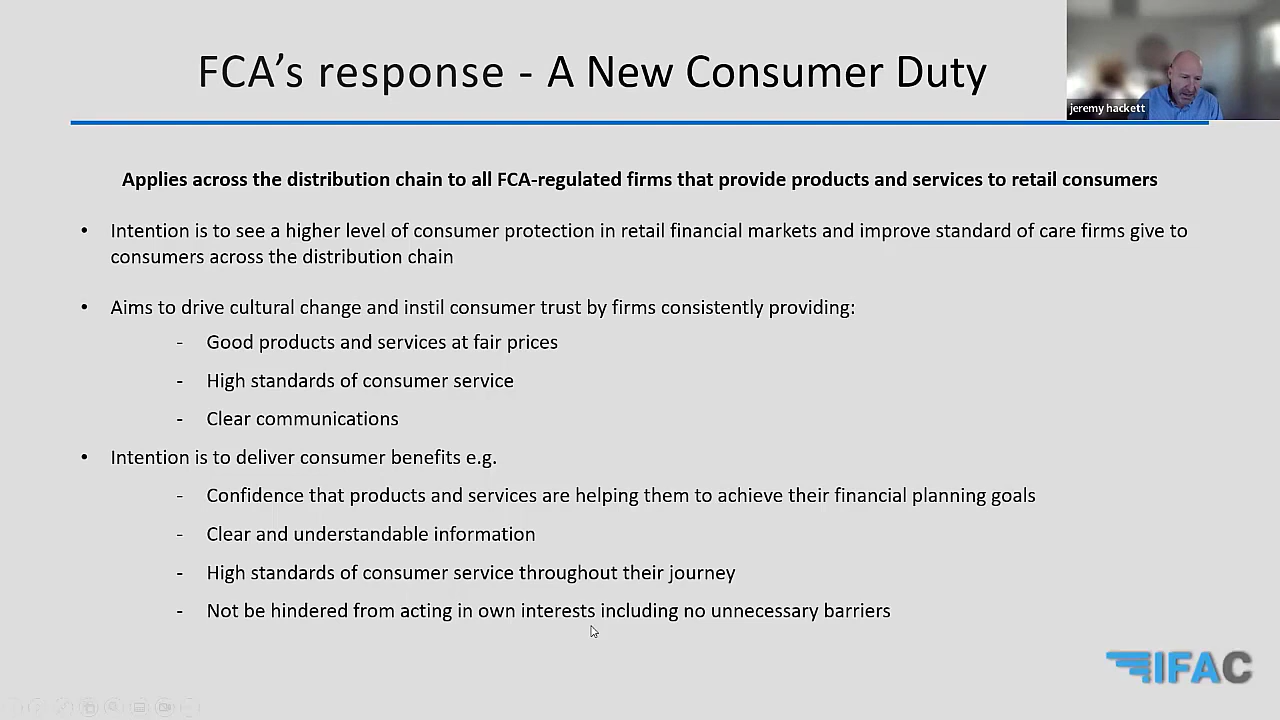 FCA's response - A New Consumer Duty
jeremy hackett
Applies across the distribution chain to all FCA-regulated firms that provide products and services to retail consumers
• Intention is to see a higher level of consumer protection in retail financial markets and improve standard of care firms give to
consumers across the distribution chain
• Aims to drive cultural change and instil consumer trust by firms consistently providing:
- Good products and services at fair prices
- High standards of consumer service
- Clear communications
• Intention is to deliver consumer benefits e.g.
- Confidence that products and services are helping them to achieve their financial planning goals
- Clear and understandable information
- High standards of consumer service throughout their journey
- Not be hindered from acting in own interests including no unnecessary barriers
IFAC